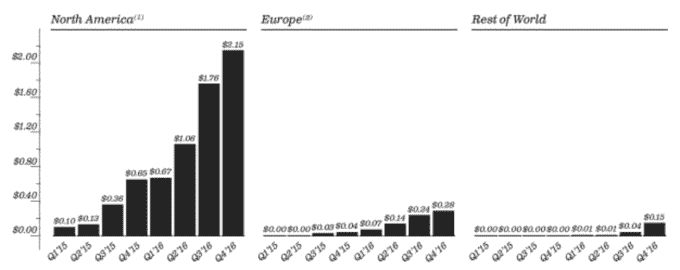 North America(1)
Europe(2)
Rest of World
$2.00
$1.60
$1.20
$0.80
$0.40
$0.00
$0.10
$0.13
$0.36
$0.65
$0.67
$1.06
$1.76
$2.15
$0.00
$0.00
$0.03
$0.04
$0.07
$0.14
$0.24
$0.28
$0.00
$0.00
$0.00
$0.00
$0.01
$0.01
$0.04
$0.15
Q1'15
Q2'15
Q3'15
Q4'15
Q1'16
Q2'16
Q3'16
Q4'16
Q1'15
Q2'15
Q3'15
Q4'15
Q1'16
Q2'16
Q3'16
Q4'16
Q1'15
Q2'15
Q3'15
Q4'15
Q1'16
Q2'16
Q3'16
Q4'16